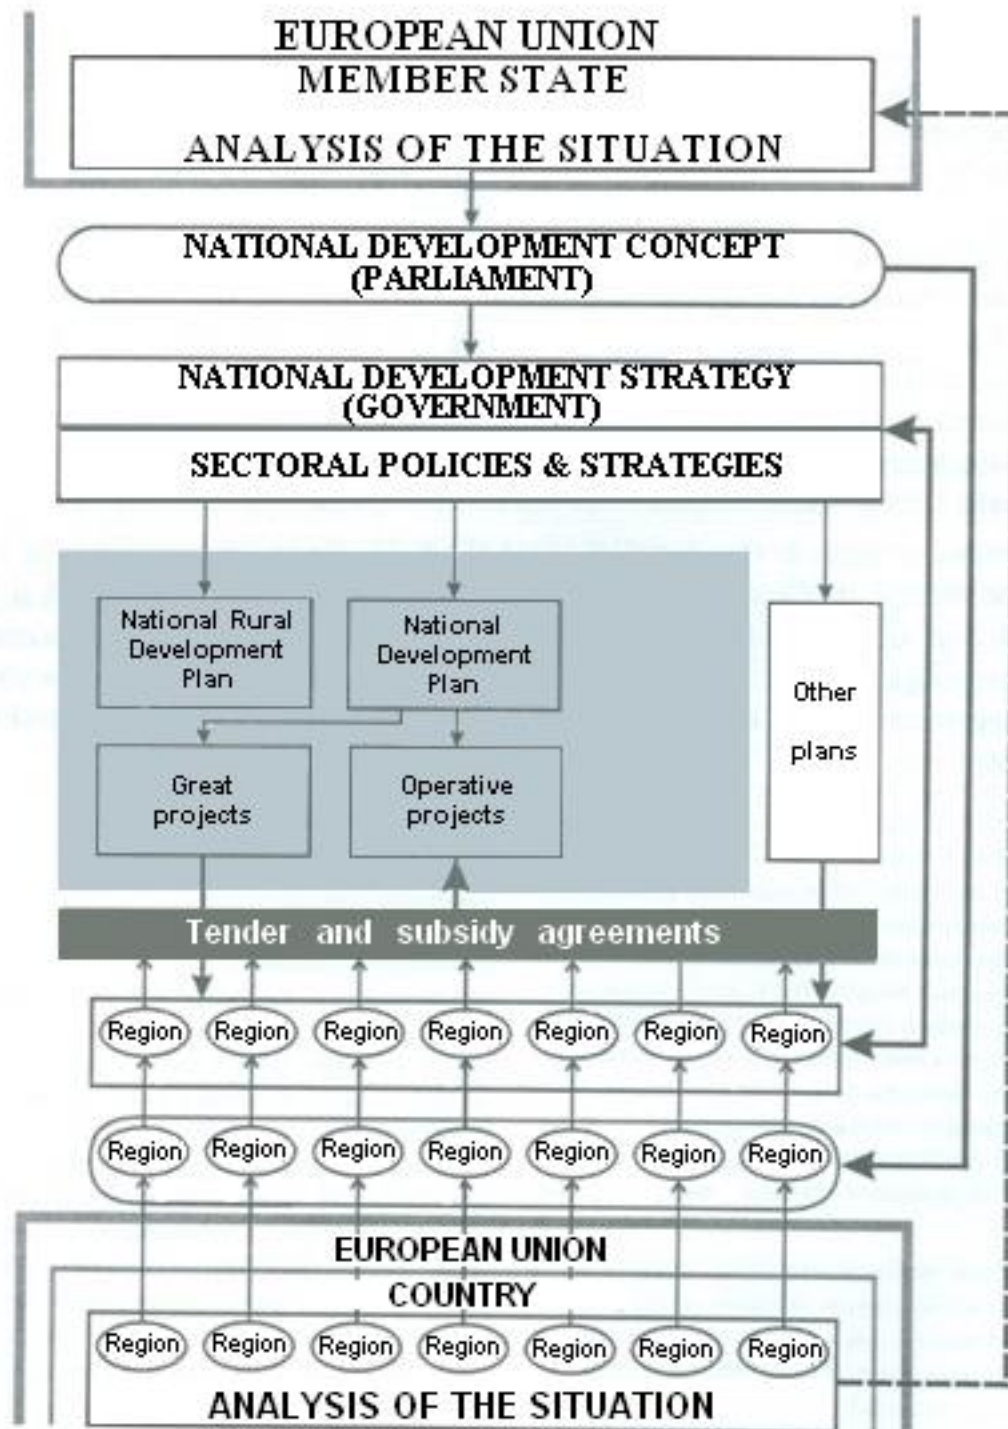 EUROPEAN UNION
MEMBER STATE
ANALYSIS OF THE SITUATION
NATIONAL DEVELOPMENT CONCEPT
(PARLIAMENT)
NATIONAL DEVELOPMENT STRATEGY
(GOVERNMENT)
SECTORAL POLICIES & STRATEGIES
National Rural
Development
Plan
National
Development
Plan
Other
plans
Great
projects
Operative
projects
Tender and subsidy agreements
Region Region Region Region Region Region Region
Region Region Region Region Region Region Region
EUROPEAN UNION
COUNTRY
Region Region Region Region Region Region Region
ANALYSIS OF THE SITUATION